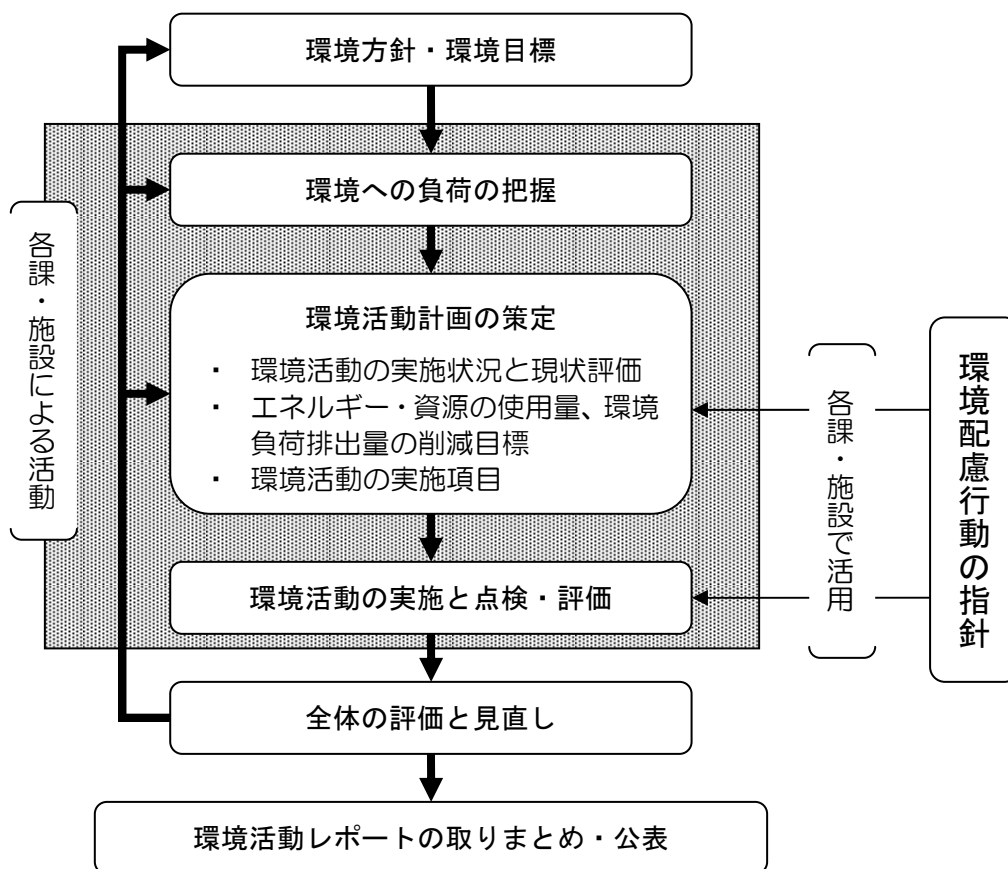 環境方針・環境目標
環境への負荷の把握
各課・施設による活動
環境活動計画の策定
・ 環境活動の実施状況と現状評価
・ エネルギー・資源の使用量、環境
負荷排出量の削減目標
・ 環境活動の実施項目
各課・施設で活用
環境配慮行動の指針
環境活動の実施と点検・評価
全体の評価と見直し
環境活動レポートの取りまとめ・公表